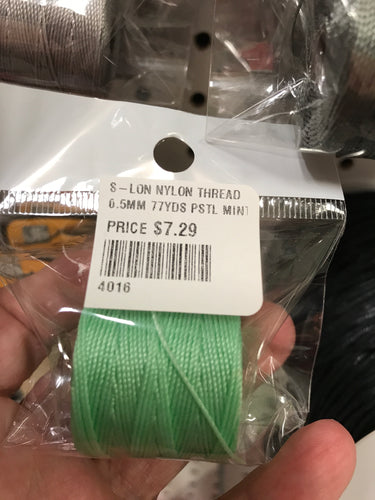 S-LON NYLON THREAD
0.5MM 77YDS PSTL MINT
PRICE $7.29
4016